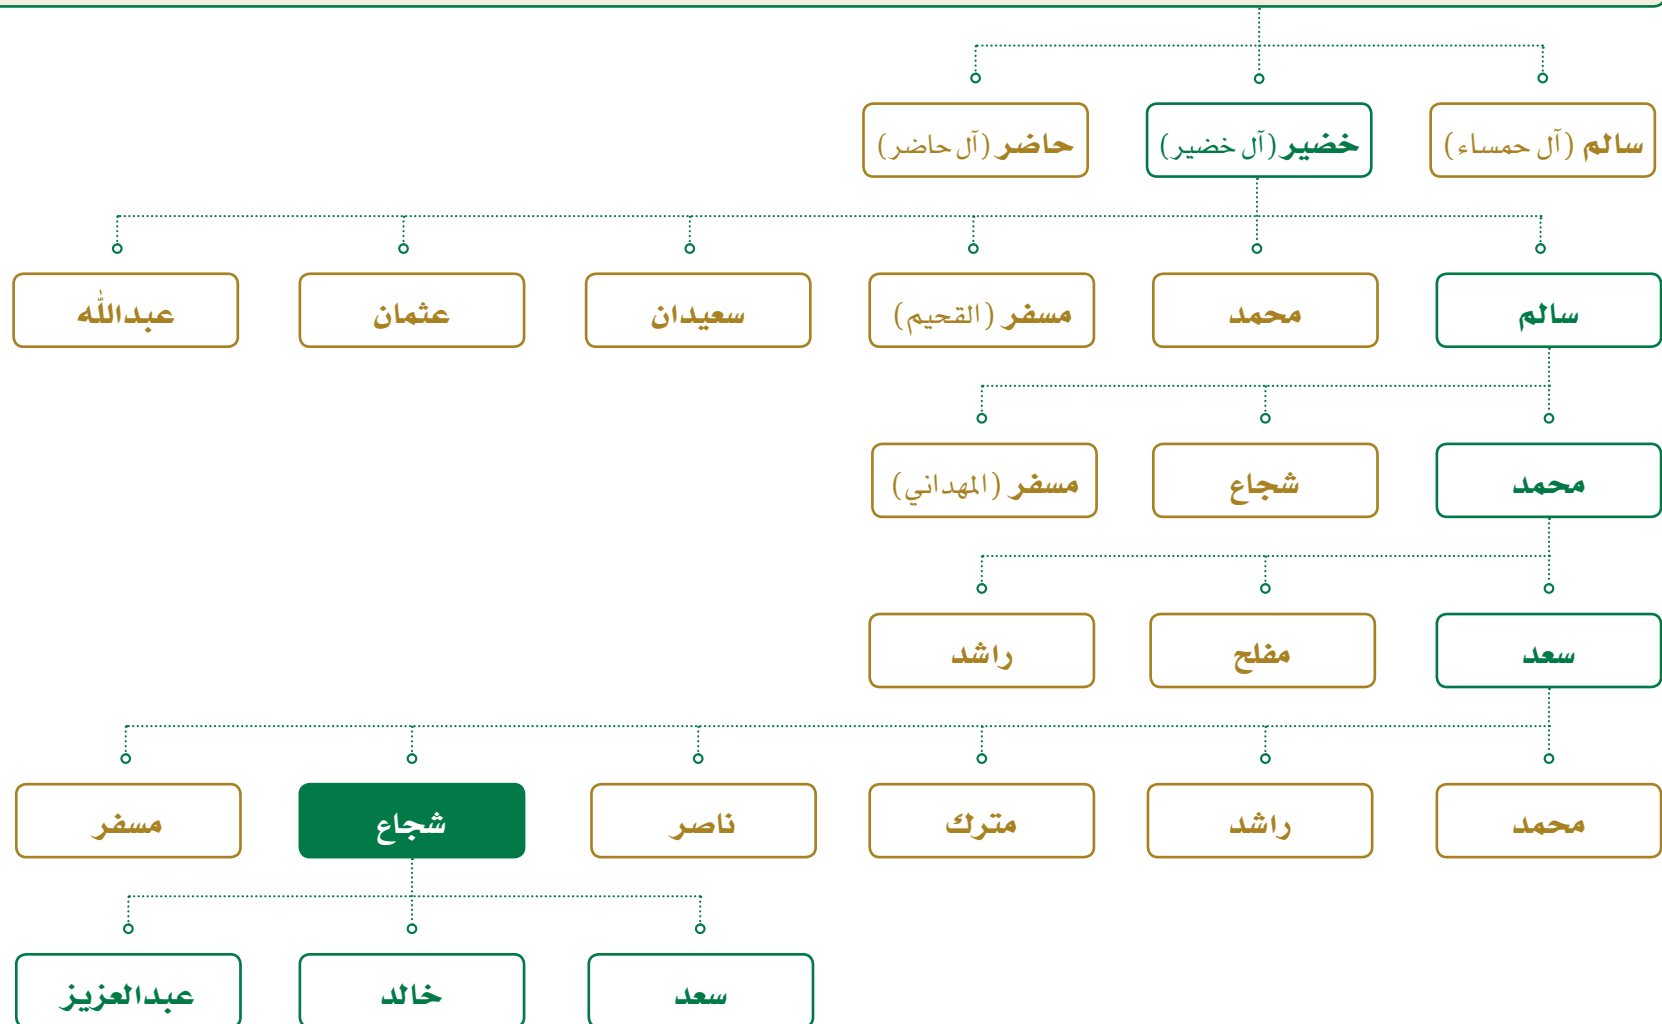 سالم (آل حمساء)
خضير (آل خضير)
حاضر (آل حاضر)
سالم
محمد
مسفر (القحيم)
سعيدان
عثمان
عبدالله
محمد
شجاع
مسفر (المهداني)
سعد
مفلح
راشد
محمد
راشد
مترك
ناصر
شجاع
مسفر
سعد
خالد
عبدالعزيز